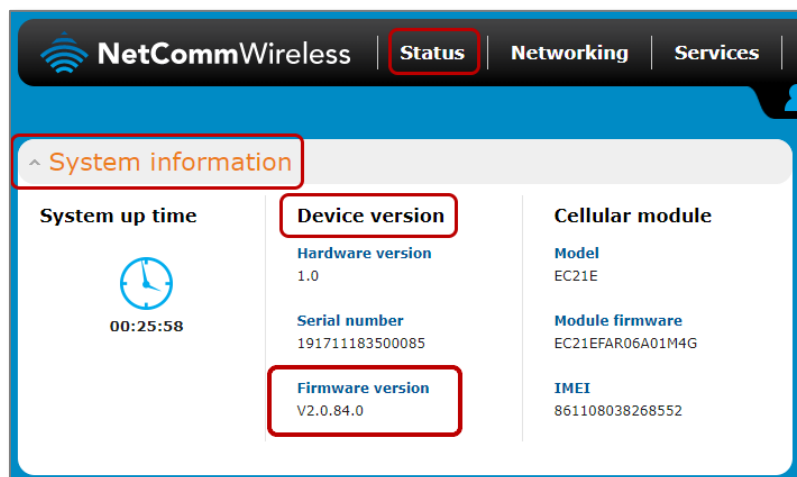 NetCommWireless Status Networking Services
System information
System up time
00:25:58
Device version
Hardware version
1.0
Serial number
191711183500085
Firmware version
V2.0.84.0
Cellular module
Model
EC21E
Module firmware
EC21EFAR06A01M4G
IMEI
861108038268552